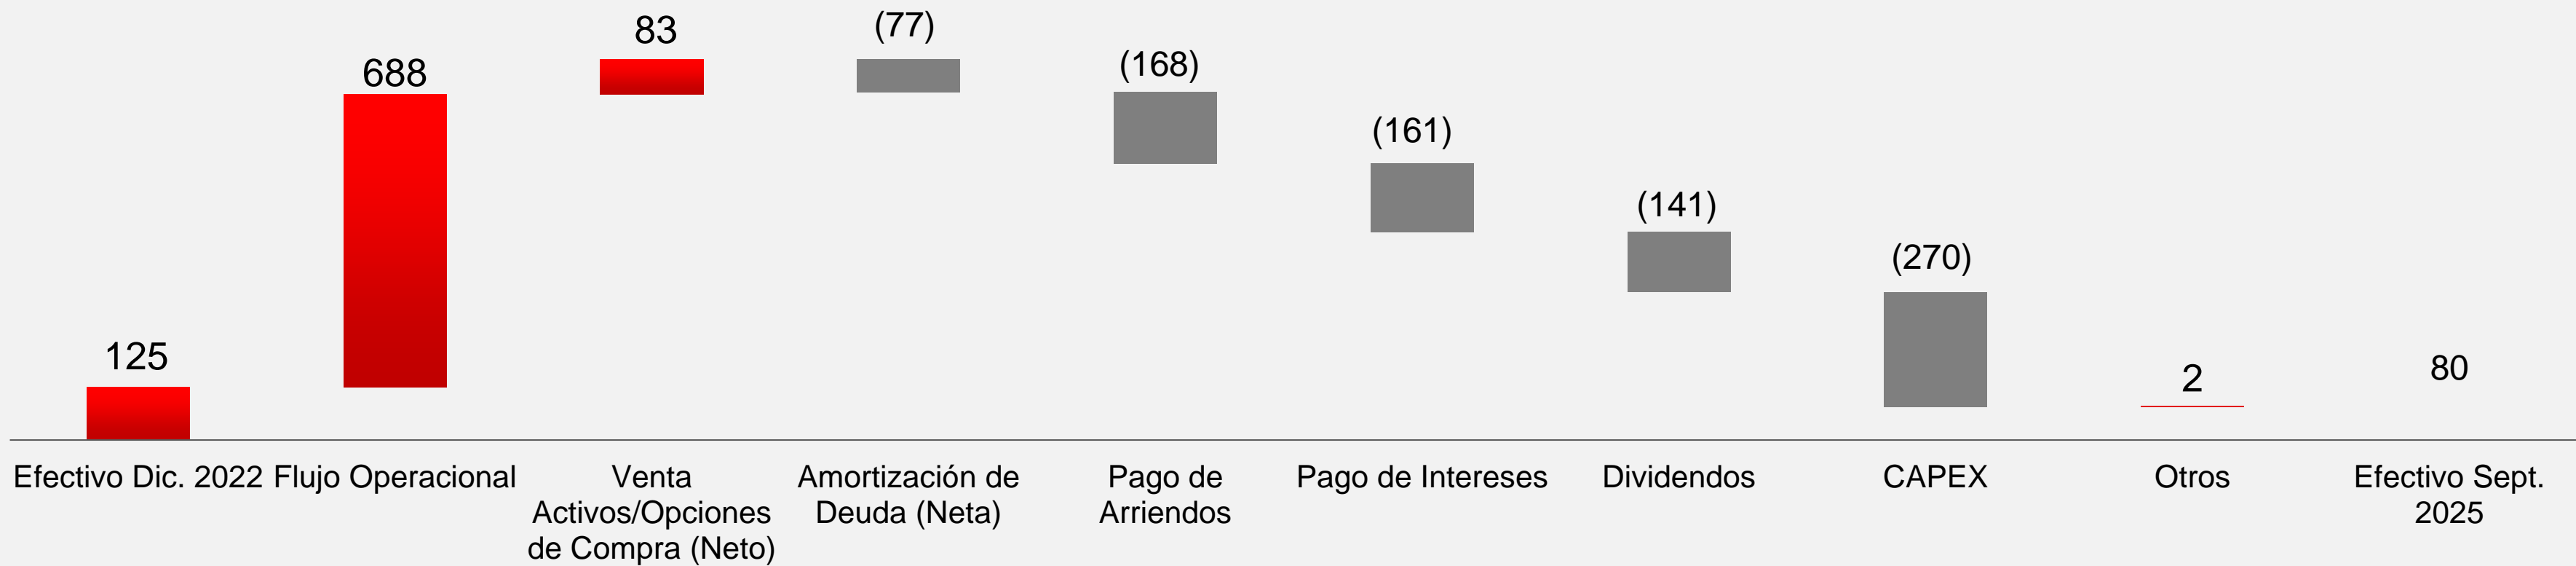 125
688
83
(77)
(168)
(161)
(141)
(270)
2
80
Efectivo Dic. 2022
Flujo Operacional
Venta
Activos/Opciones
de Compra (Neto)
Amortización de
Deuda (Neta)
Pago de
Arriendos
Pago de Intereses
Dividendos
CAPEX
Otros
Efectivo Sept.
2025